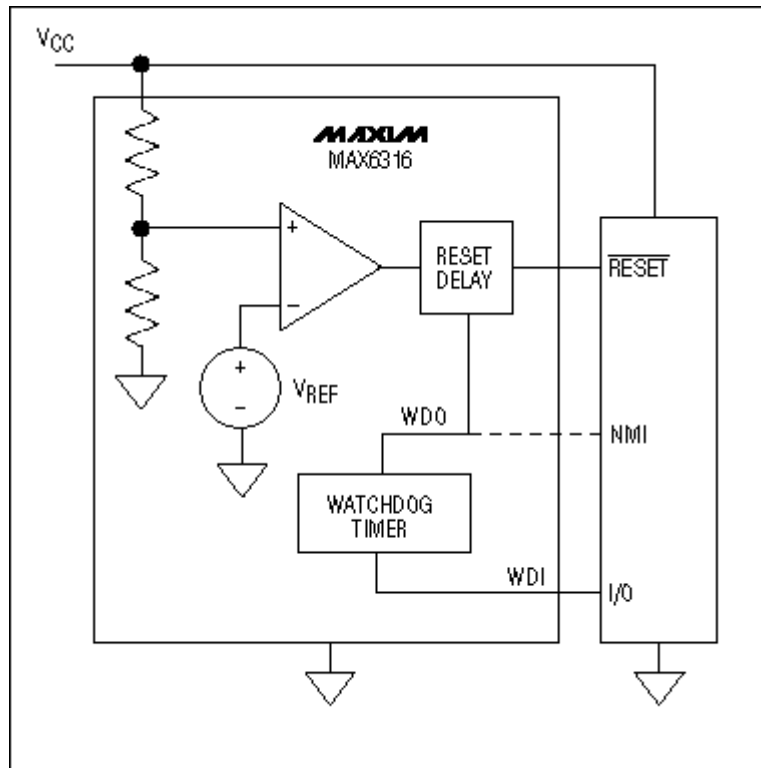 VCC
MAXIM
MAX6316
+
−
RESET
DELAY
RESET
+
−
VREF
WDO
NMI
WATCHDOG
TIMER
WDI
I/O